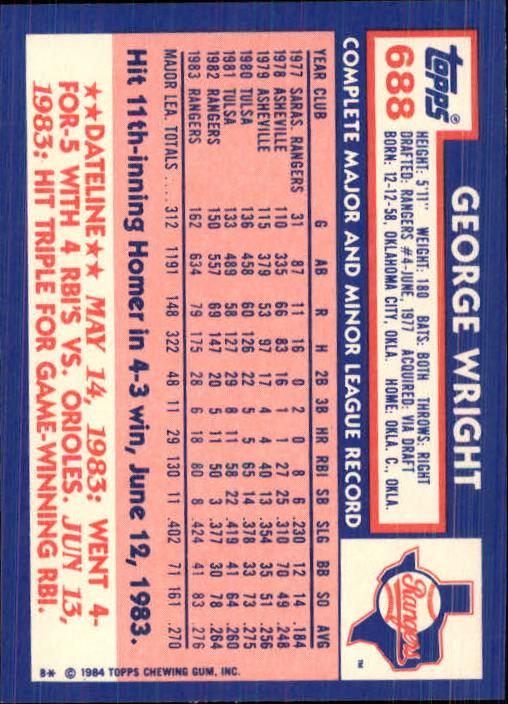 topps®
688
GEORGE WRIGHT
HEIGHT: 5'11" WEIGHT: 180 BATS: BOTH THROWS: RIGHT
DRAFTED: RANGERS #4-JUNE, 1977 ACQUIRED: VIA DRAFT
BORN: 12-12-58, OKLAHOMA CITY, OKLA. HOME: OKLA. C., OKLA.
Rangers
TM
COMPLETE MAJOR AND MINOR LEAGUE RECORD
YEAR CLUB G AB R H 2B 3B HR RBI SB SLG BB SO AVG
1977 SARAS. RANGERS 31 87 11 16 0 2 0 8 6 .230 12 14 .184
1978 ASHEVILLE 110 335 66 83 16 1 1 27 25 .310 70 49 .248
1979 ASHEVILLE 115 379 53 97 17 4 4 40 13 .354 35 51 .256
1980 TULSA 136 458 60 126 22 5 5 65 14 .378 33 73 .275
1981 TULSA 133 489 58 127 29 8 11 58 22 .419 41 64 .260
1982 RANGERS 150 557 69 147 20 5 11 50 3 .377 30 78 .264
1983 RANGERS 162 634 79 175 28 6 18 80 8 .424 41 83 .276
MAJOR LEA. TOTALS .... 312 1191 148 322 48 11 29 130 11 .402 71 161 .270
Hit 11th-inning Homer in 4-3 win, June 12, 1983.
★★DATELINE★★ MAY 14, 1983: WENT 4-
FOR-5 WITH 4 RBI'S VS. ORIOLES. JUN 13,
1983: HIT TRIPLE FOR GAME-WINNING RBI.
B* © 1984 TOPPS CHEWING GUM, INC.